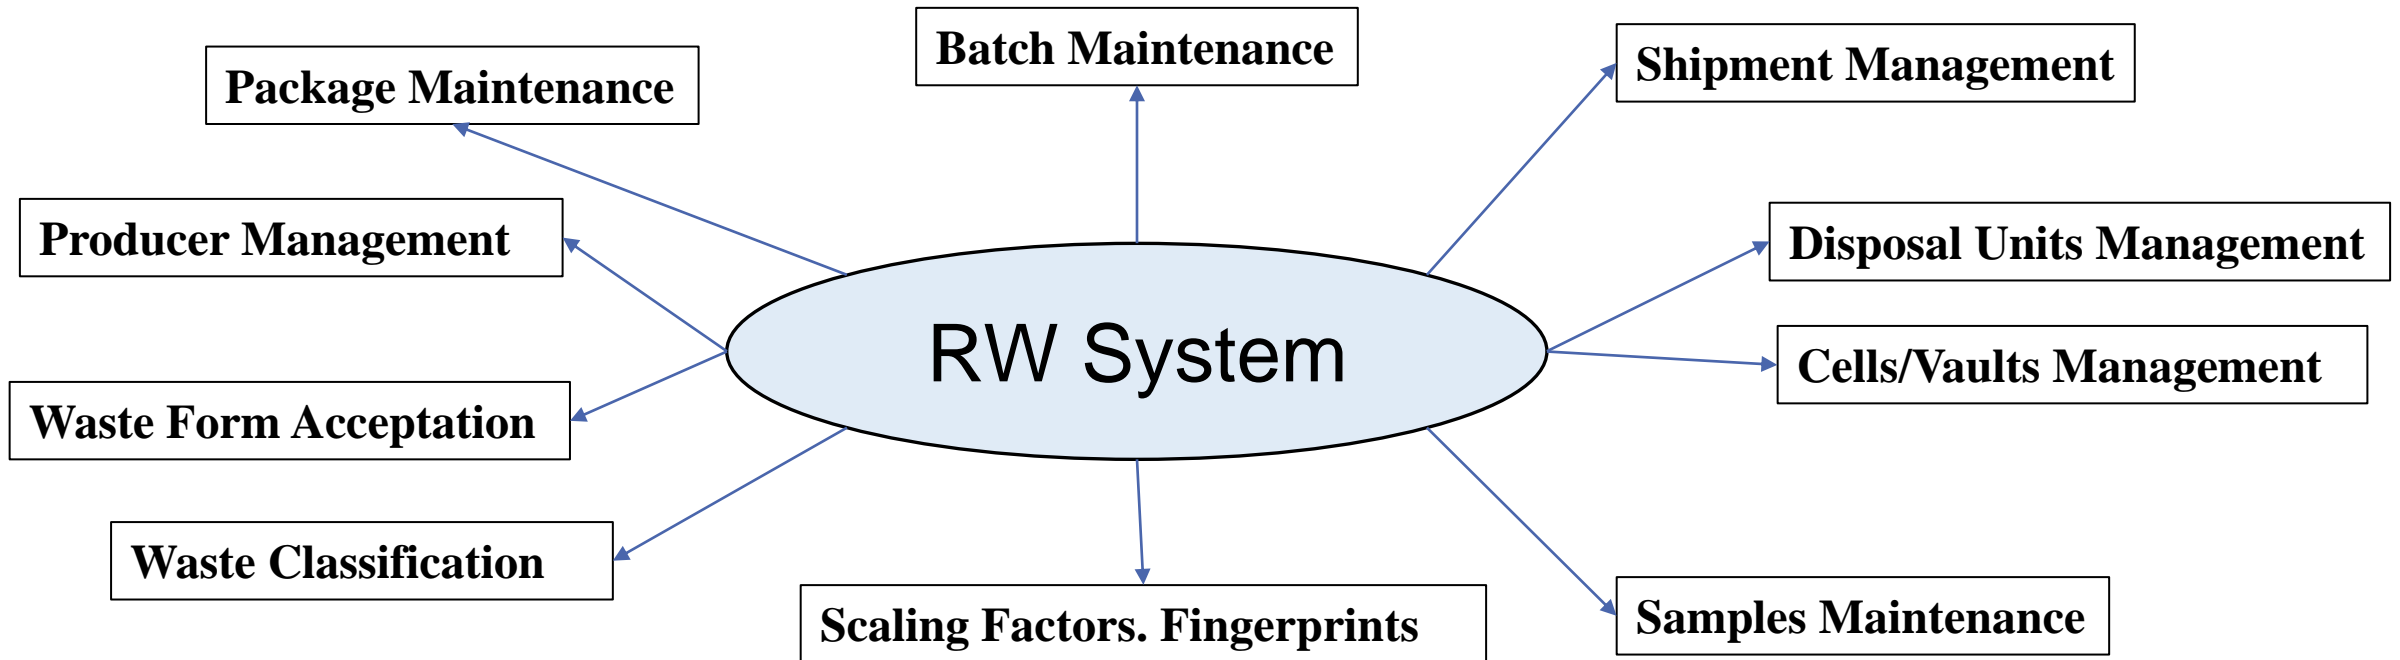 Batch Maintenance
Shipment Management
Package Maintenance
Producer Management
Disposal Units Management
RW System
Cells/Vaults Management
Waste Form Acceptation
Waste Classification
Scaling Factors. Fingerprints
Samples Maintenance